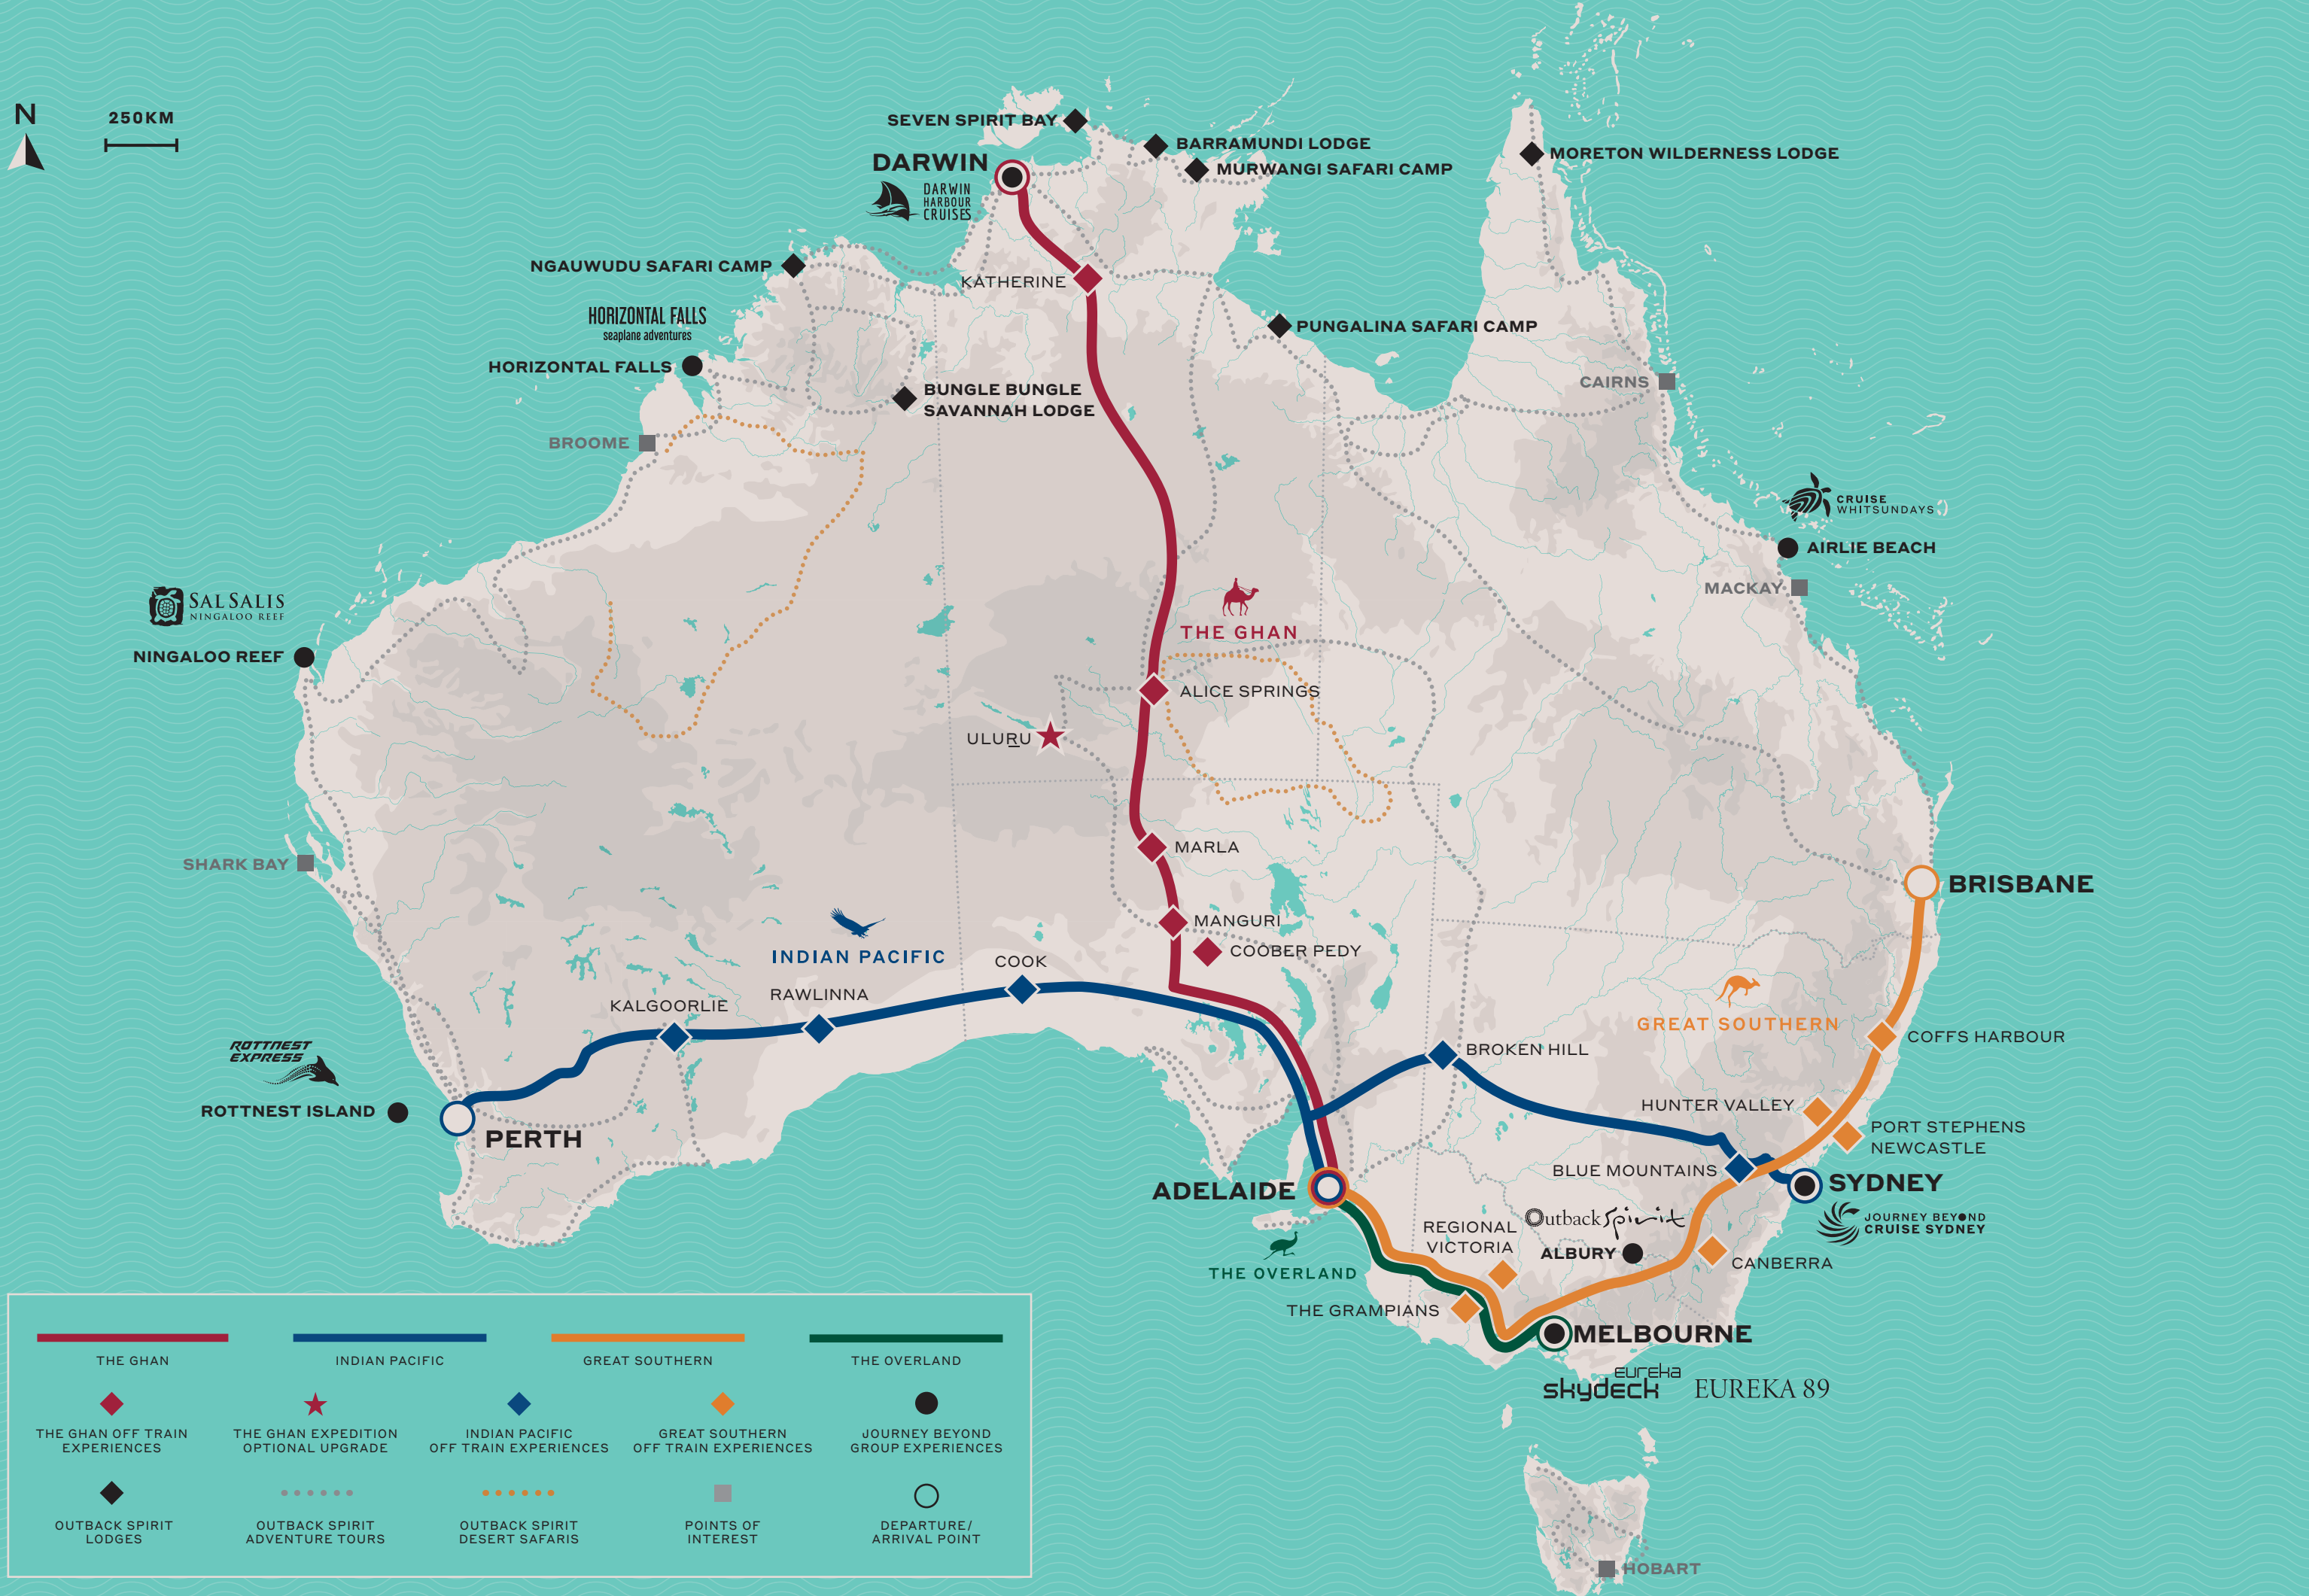 N
250KM
SEVEN SPIRIT BAY
BARRAMUNDI LODGE
MURWANGI SAFARI CAMP
MORETON WILDERNESS LODGE
DARWIN
DARWIN
HARBOUR
CRUISES
NGAUWUDU SAFARI CAMP
KATHERINE
HORIZONTAL FALLS
seaplane adventures
PUNGALINA SAFARI CAMP
HORIZONTAL FALLS
CAIRNS
BUNGLE BUNGLE
SAVANNAH LODGE
BROOME
CRUISE
WHITSUNDAYS
AIRLIE BEACH
MACKAY
SAL SALIS
NINGALOO REEF
THE GHAN
NINGALOO REEF
ALICE SPRINGS
ULURU
MARLA
SHARK BAY
BRISBANE
MANGURI
COOBER PEDY
INDIAN PACIFIC
COOK
RAWLINNA
KALGOORLIE
GREAT SOUTHERN
COFFS HARBOUR
ROTTNEST
EXPRESS
BROKEN HILL
HUNTER VALLEY
ROTTNEST ISLAND
PERTH
PORT STEPHENS
NEWCASTLE
BLUE MOUNTAINS
SYDNEY
ADELAIDE
JOURNEY BEYOND
CRUISE SYDNEY
REGIONAL
VICTORIA
Outback Spirit
ALBURY
CANBERRA
THE OVERLAND
THE GRAMPIANS
MELBOURNE
eureka
skydeck
EUREKA 89
HOBART
THE GHAN
INDIAN PACIFIC
GREAT SOUTHERN
THE OVERLAND
THE GHAN OFF TRAIN
EXPERIENCES
THE GHAN EXPEDITION
OPTIONAL UPGRADE
INDIAN PACIFIC
OFF TRAIN EXPERIENCES
GREAT SOUTHERN
OFF TRAIN EXPERIENCES
JOURNEY BEYOND
GROUP EXPERIENCES
OUTBACK SPIRIT
LODGES
OUTBACK SPIRIT
ADVENTURE TOURS
OUTBACK SPIRIT
DESERT SAFARIS
POINTS OF
INTEREST
DEPARTURE/
ARRIVAL POINT